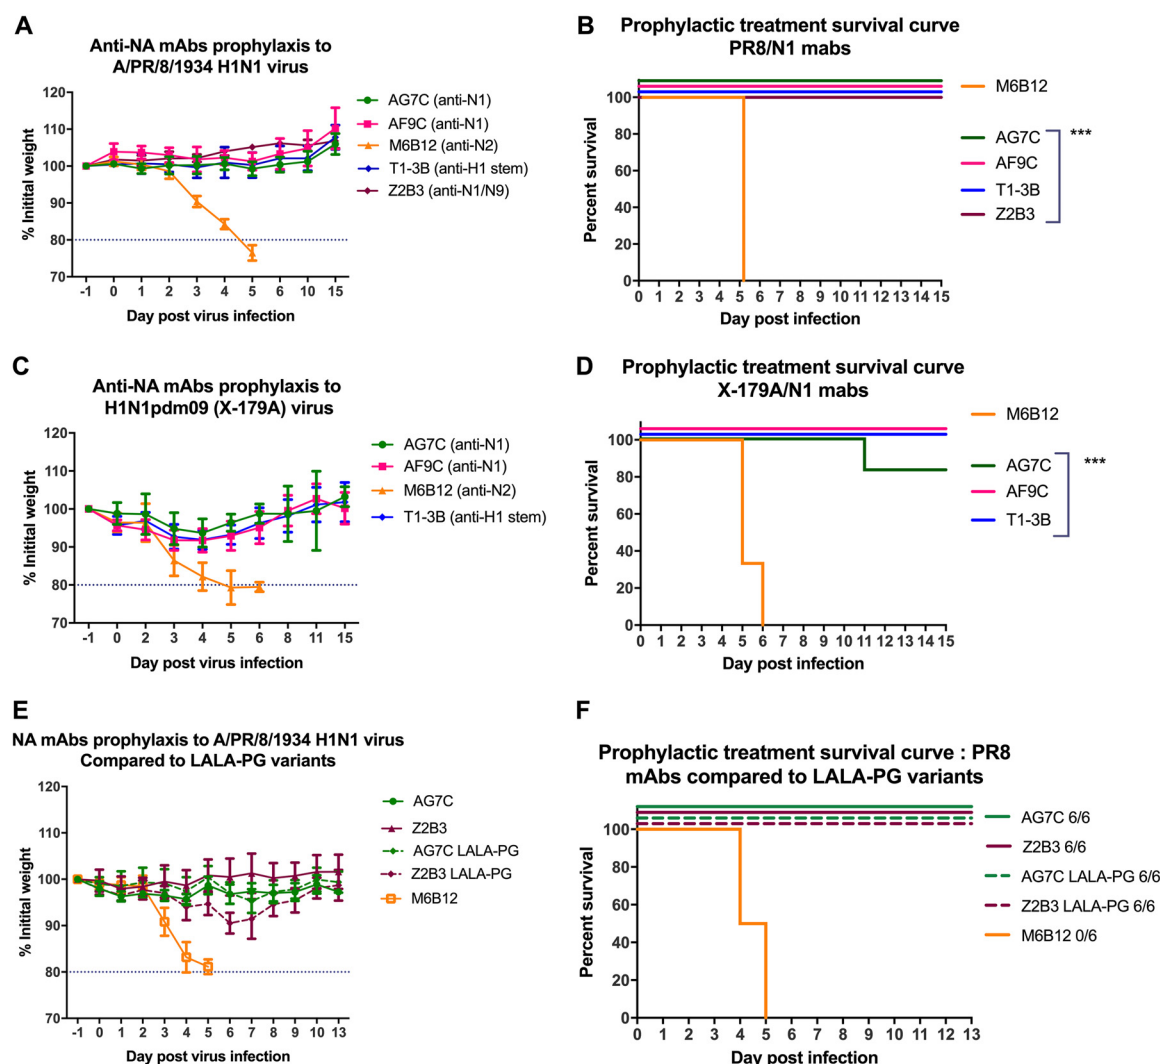 A
Anti-NA mAbs prophylaxis to
A/PR/8/1934 H1N1 virus
% Initital weight
120
110
100
90
80
70
-1 0 1 2 3 4 5 6 10 11 15
Day post virus infection
AG7C (anti-N1)
AF9C (anti-N1)
M6B12 (anti-N2)
T1-3B (anti-H1 stem)
Z2B3 (anti-N1/N9)
B
Prophylactic treatment survival curve
PR8/N1 mabs
Percent survival
100
80
60
40
20
0
0 1 2 3 4 5 6 7 8 9 10 11 12 13 14 15
Day post infection
M6B12
AG7C
AF9C
T1-3B
Z2B3
***
C
Anti-NA mAbs prophylaxis to
H1N1pdm09 (X-179A) virus
% Initital weight
120
110
100
90
80
70
-1 0 2 3 4 5 6 8 11 15
Day post virus infection
AG7C (anti-N1)
AF9C (anti-N1)
M6B12 (anti-N2)
T1-3B (anti-H1 stem)
D
Prophylactic treatment survival curve
X-179A/N1 mabs
Percent survival
100
80
60
40
20
0
0 1 2 3 4 5 6 7 8 9 10 11 12 13 14 15
Day post infection
M6B12
AG7C
AF9C
T1-3B
***
E
NA mAbs prophylaxis to A/PR/8/1934 H1N1 virus
Compared to LALA-PG variants
% Initital weight
120
110
100
90
80
70
-1 0 1 2 3 4 5 6 7 8 9 10 13
Day post virus infection
AG7C
Z2B3
AG7C LALA-PG
Z2B3 LALA-PG
M6B12
F
Prophylactic treatment survival curve : PR8
mAbs compared to LALA-PG variants
Percent survival
100
80
60
40
20
0
0 1 2 3 4 5 6 7 8 9 10 11 12 13
Day post infection
AG7C 6/6
Z2B3 6/6
AG7C LALA-PG 6/6
Z2B3 LALA-PG 6/6
M6B12 0/6